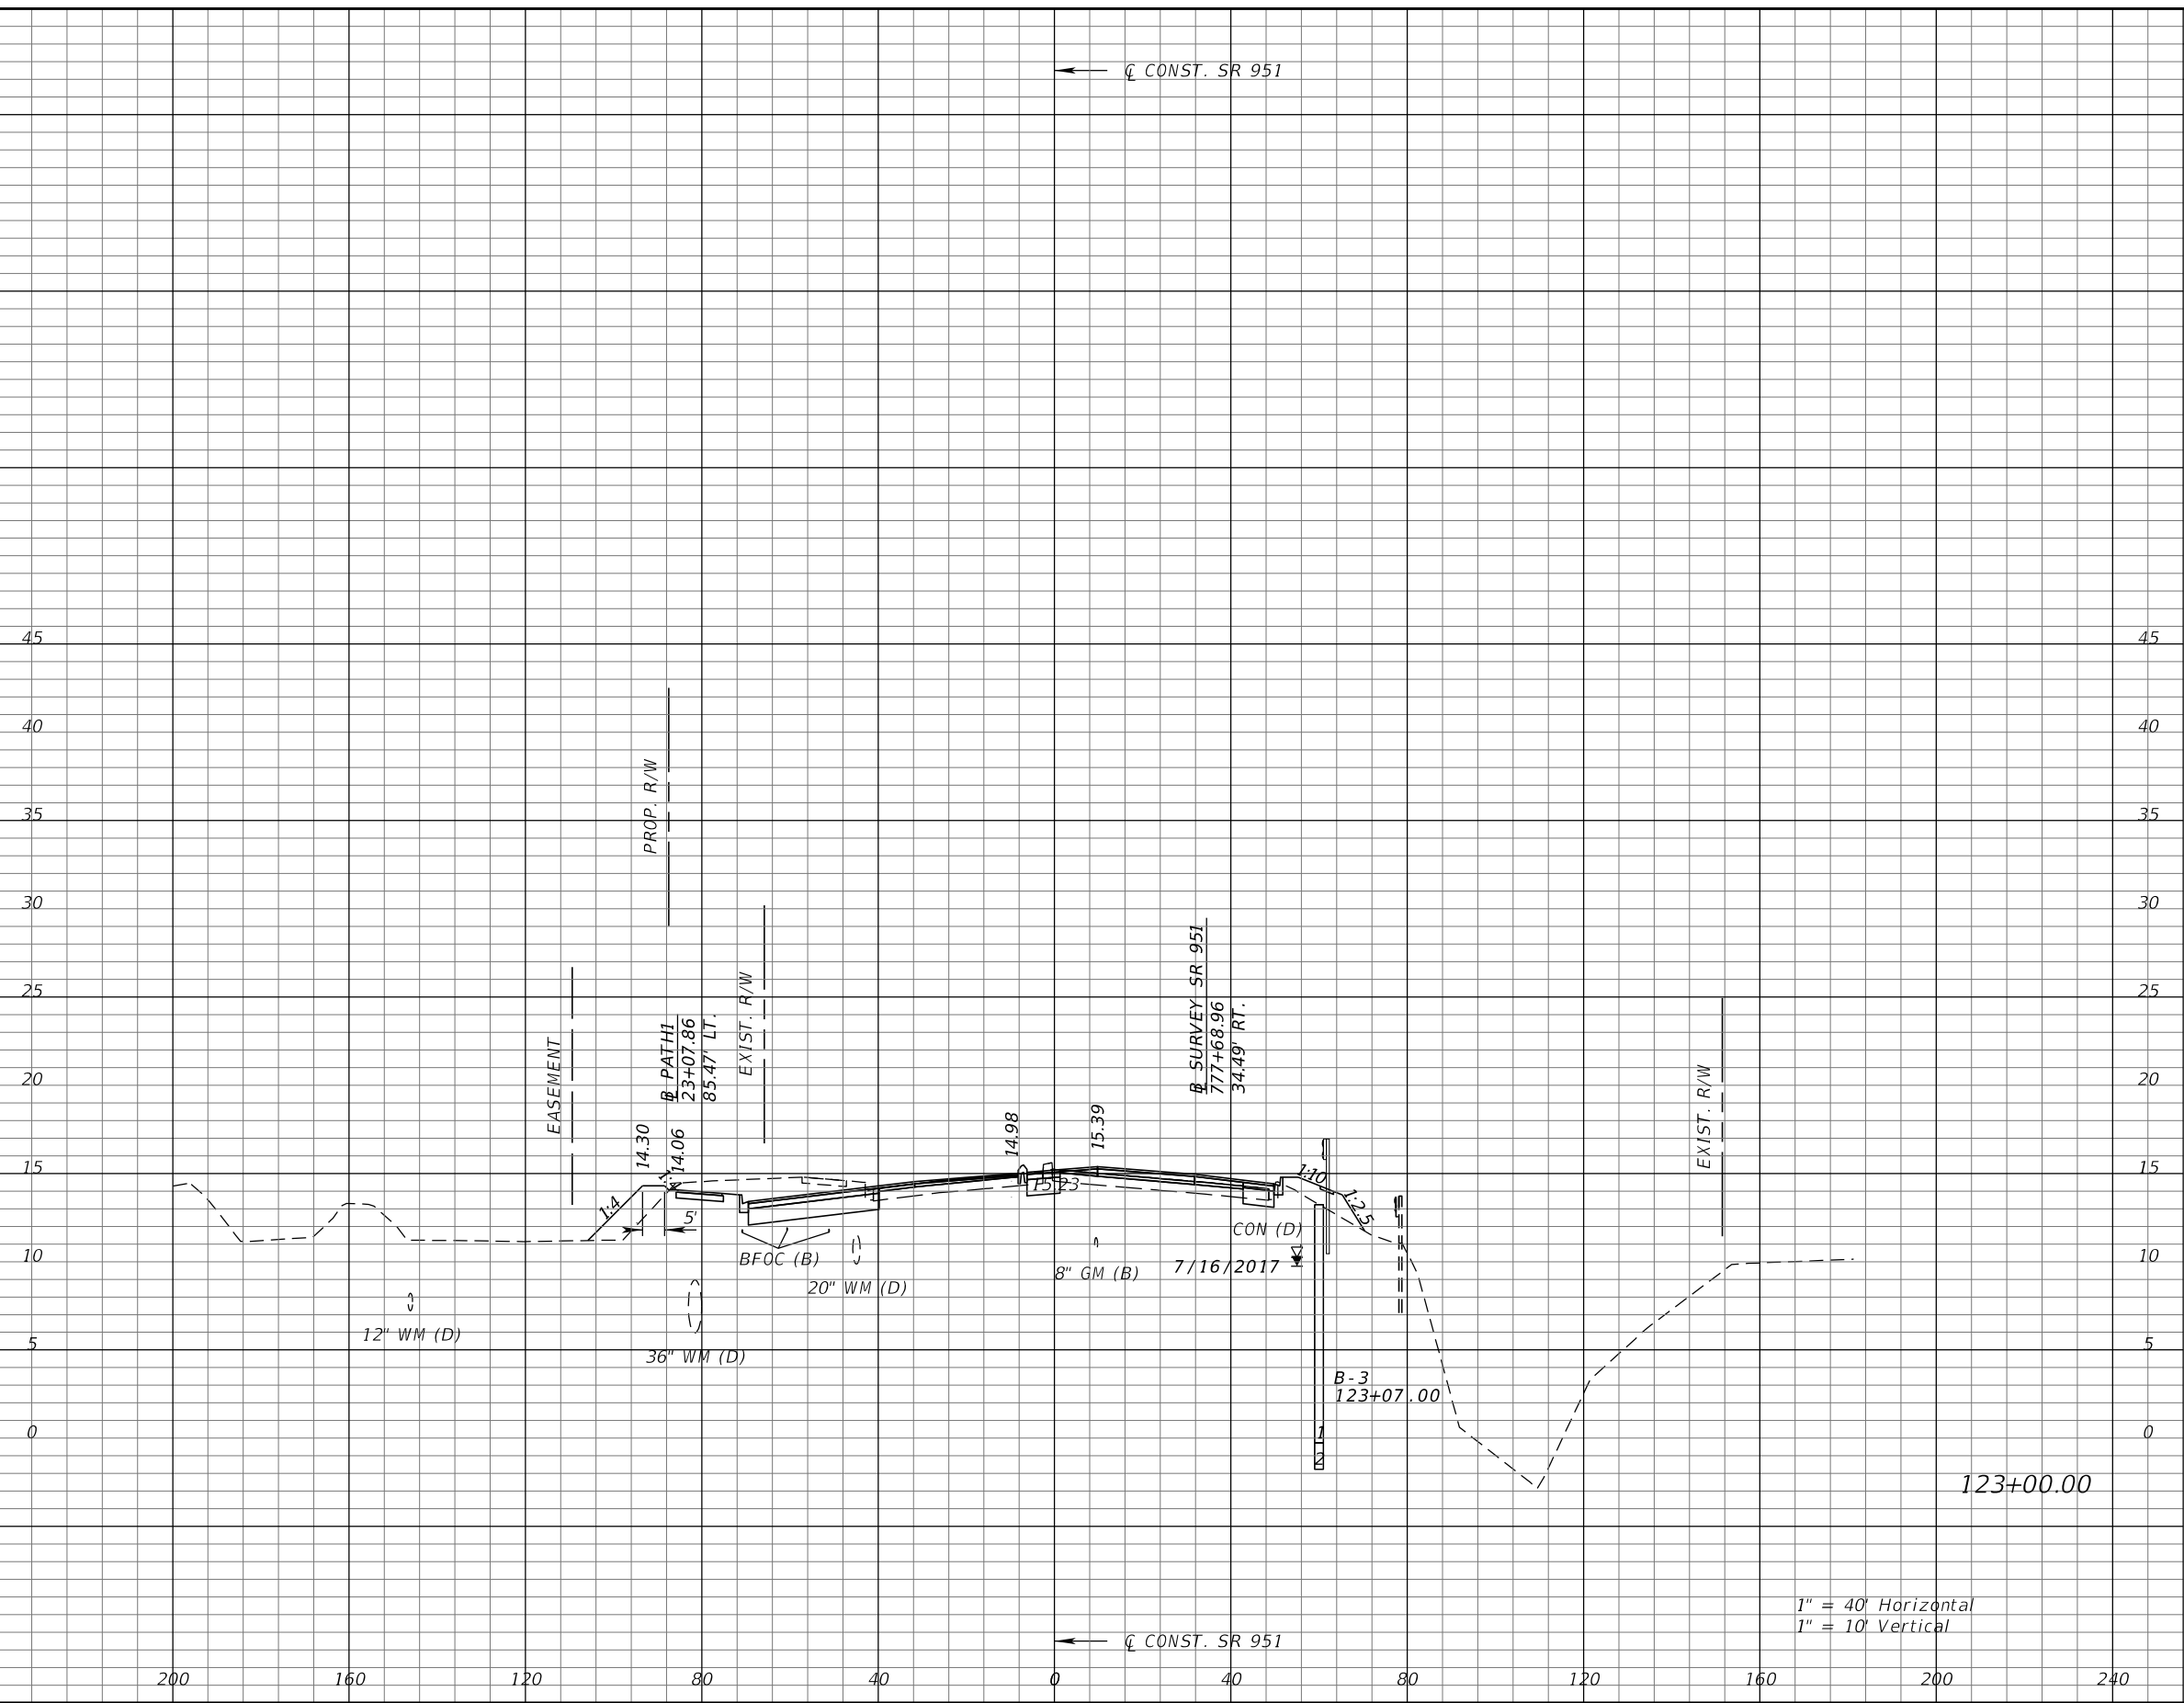 ℄ CONST. SR 951
45 45
40 40
PROP. R/W
35 35
30 30
EXIST. R/W
℄ SURVEY SR 951
777+68.96
34.49' RT.
25 25
EASEMENT
℄ PATH1
23+07.86
85.47' LT.
EXIST. R/W
20 20
14.30
14.06
14.98
15.39
15 15
1:4
5'
15.23
1:10
1:2.5
CON (D)
BFOC (B)
7/16/2017
8" GM (B)
20" WM (D)
10 10
12" WM (D)
36" WM (D)
5 5
B-3
123+07.00
0 0
1
2
123+00.00
1" = 40' Horizontal
1" = 10' Vertical
℄ CONST. SR 951
200 160 120 80 40 0 40 80 120 160 200 240